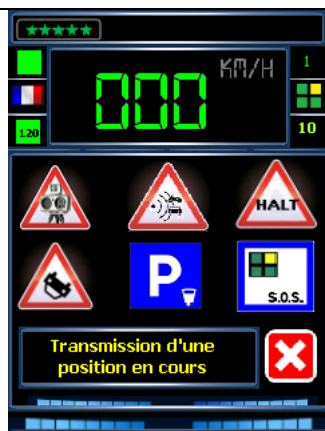 KM/H
1
000
120
10
HALT
P
S.O.S.
Transmission d'une
position en cours